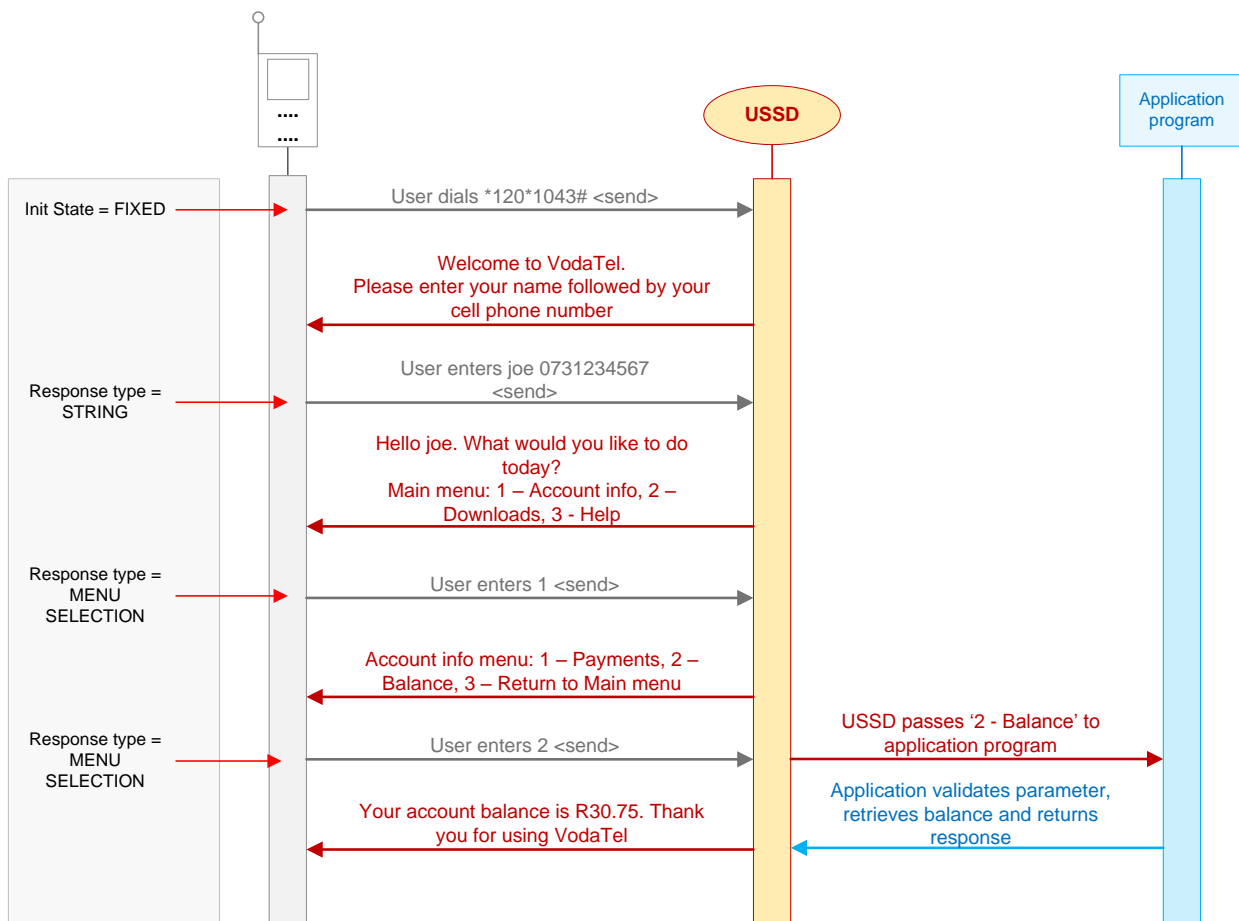 ....
....
USSD
Application
program
Init State = FIXED
User dials *120*1043# <send>
Welcome to VodaTel.
Please enter your name followed by your
cell phone number
Response type =
STRING
User enters joe 0731234567
<send>
Hello joe. What would you like to do
today?
Main menu: 1 – Account info, 2 –
Downloads, 3 - Help
Response type =
MENU
SELECTION
User enters 1 <send>
Account info menu: 1 – Payments, 2 –
Balance, 3 – Return to Main menu
Response type =
MENU
SELECTION
User enters 2 <send>
USSD passes ‘2 - Balance’ to
application program
Your account balance is R30.75. Thank
you for using VodaTel
Application validates parameter,
retrieves balance and returns
response